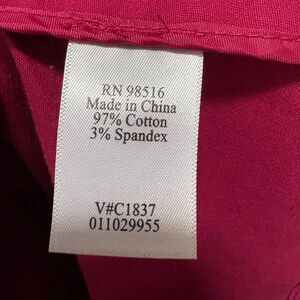 RN 98516
Made in China
97% Cotton
3% Spandex
V#C1837
011029955